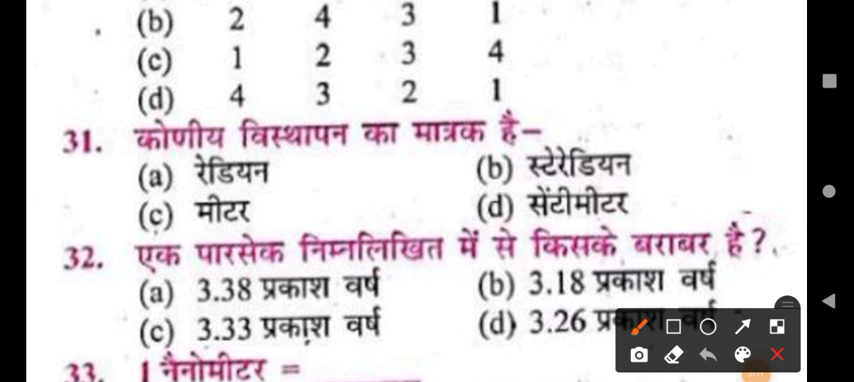 (b) 2 4 3 1
(c) 1 2 3 4
(d) 4 3 2 1
31. कोणीय विस्थापन का मात्रक है–
(a) रेडियन (b) स्टेरेडियन
(c) मीटर (d) सेंटीमीटर
32. एक पारसेक निम्नलिखित में से किसके बराबर है ?
(a) 3.38 प्रकाश वर्ष (b) 3.18 प्रकाश वर्ष
(c) 3.33 प्रकाश वर्ष (d) 3.26
33. 1 नैनोमीटर =